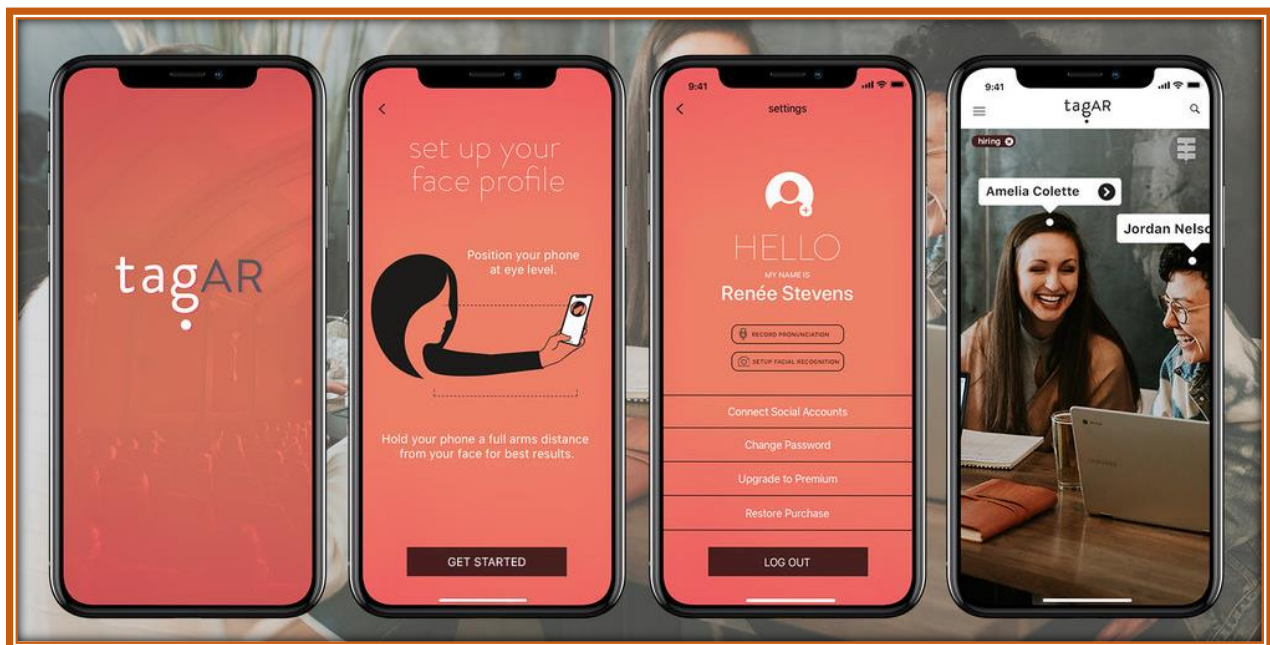 tagAR
set up your
face profile
Position your phone
at eye level.
Hold your phone a full arms distance
from your face for best results.
GET STARTED
9:41
settings
HELLO
MY NAME IS
Renée Stevens
RECORD PRONUNCIATION
SETUP FACIAL RECOGNITION
Connect Social Accounts
Change Password
Upgrade to Premium
Restore Purchase
LOG OUT
9:41
tagAR
hiring
Amelia Colette
Jordan Nelso